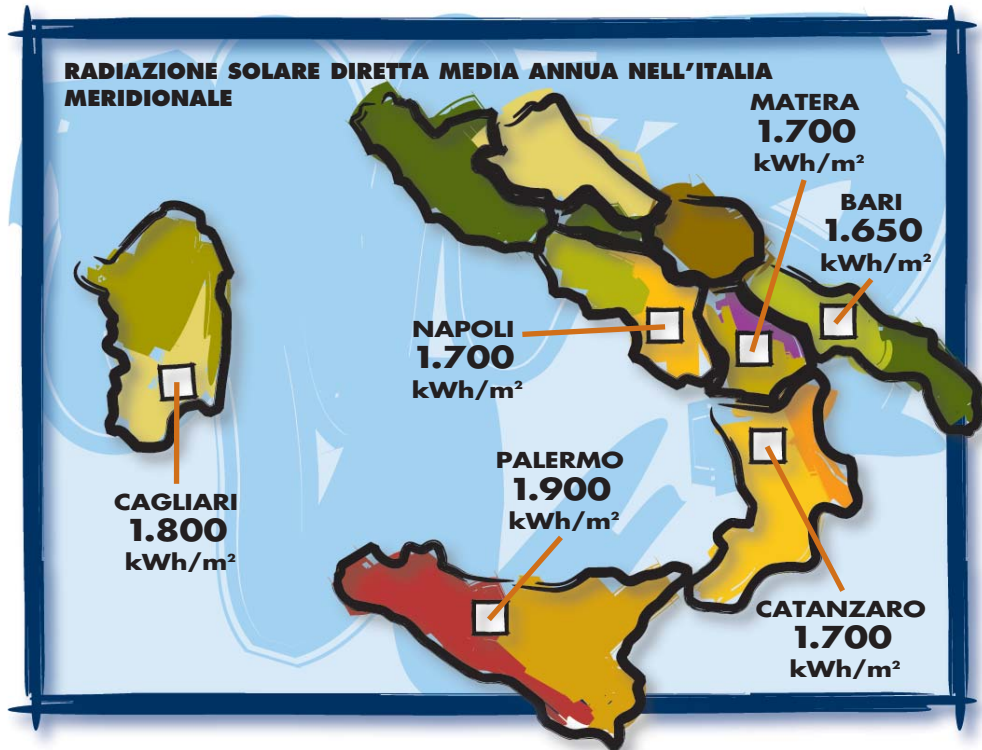 RADIAZIONE SOLARE DIRETTA MEDIA ANNUA NELL'ITALIA
MERIDIONALE
MATERA
1.700
kWh/m²
BARI
1.650
kWh/m²
NAPOLI
1.700
kWh/m²
PALERMO
1.900
kWh/m²
CAGLIARI
1.800
kWh/m²
CATANZARO
1.700
kWh/m²